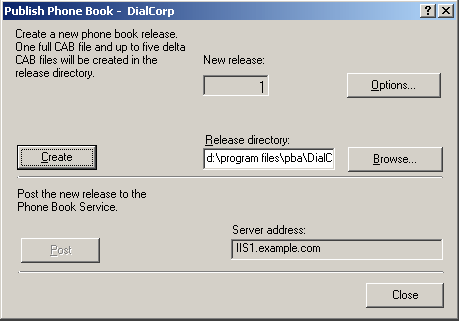 Publish Phone Book - DialCorp
Create a new phone book release.
One full CAB file and up to five delta
CAB files will be created in the
release directory.
New release:
1
Options...
Release directory:
Create
d:\program files\pba\DialC
Browse...
Post the new release to the
Phone Book Service.
Server address:
Post
IIS1.example.com
Close